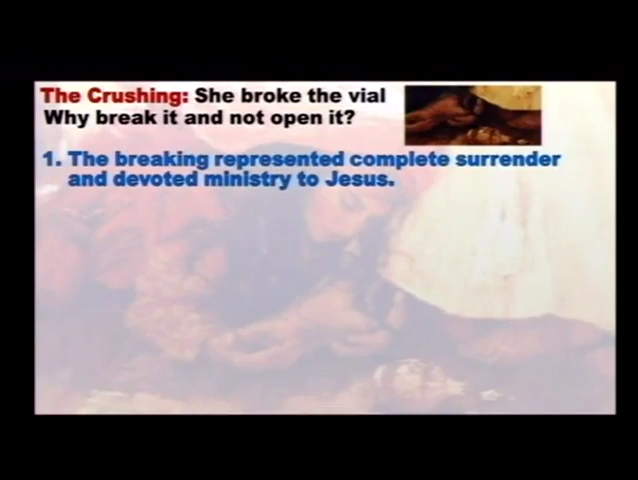 The Crushing: She broke the vial
Why break it and not open it?
1. The breaking represented complete surrender
and devoted ministry to Jesus.